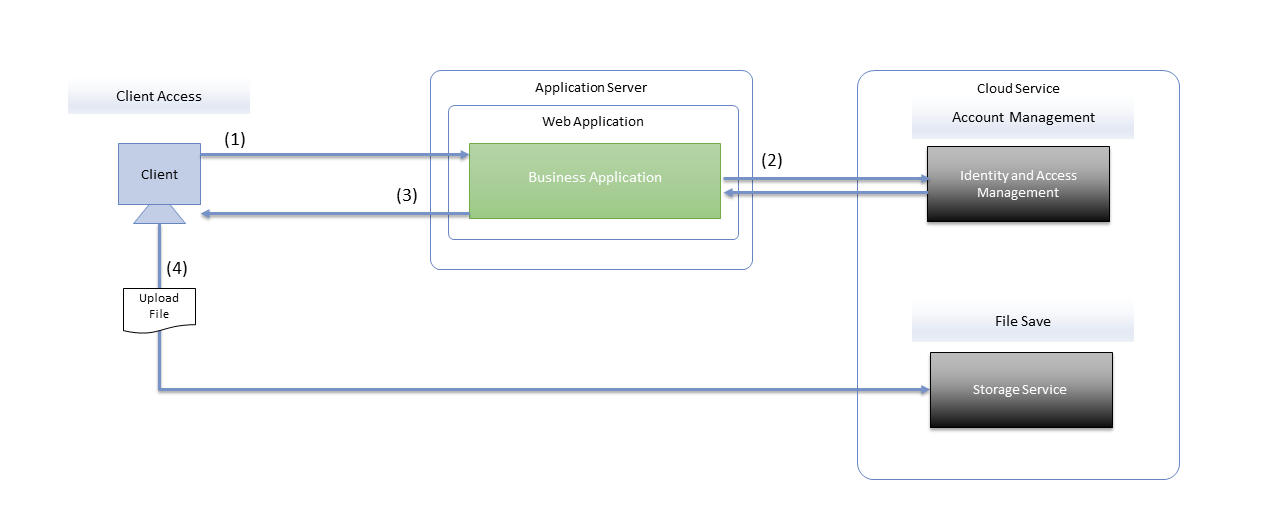 Client Access
Client
(1)
(3)
(4)
Upload
File
Application Server
Web Application
Business Application
(2)
Cloud Service
Account Management
Identity and Access
Management
File Save
Storage Service